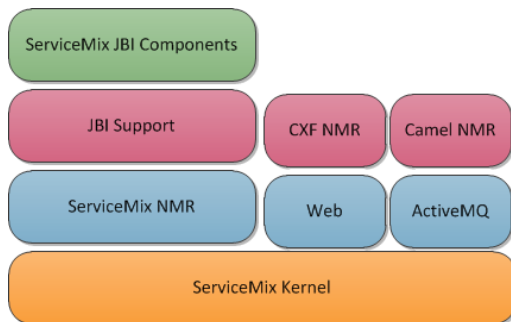 ServiceMix JBI Components
JBI Support
CXF NMR
Camel NMR
ServiceMix NMR
Web
ActiveMQ
ServiceMix Kernel